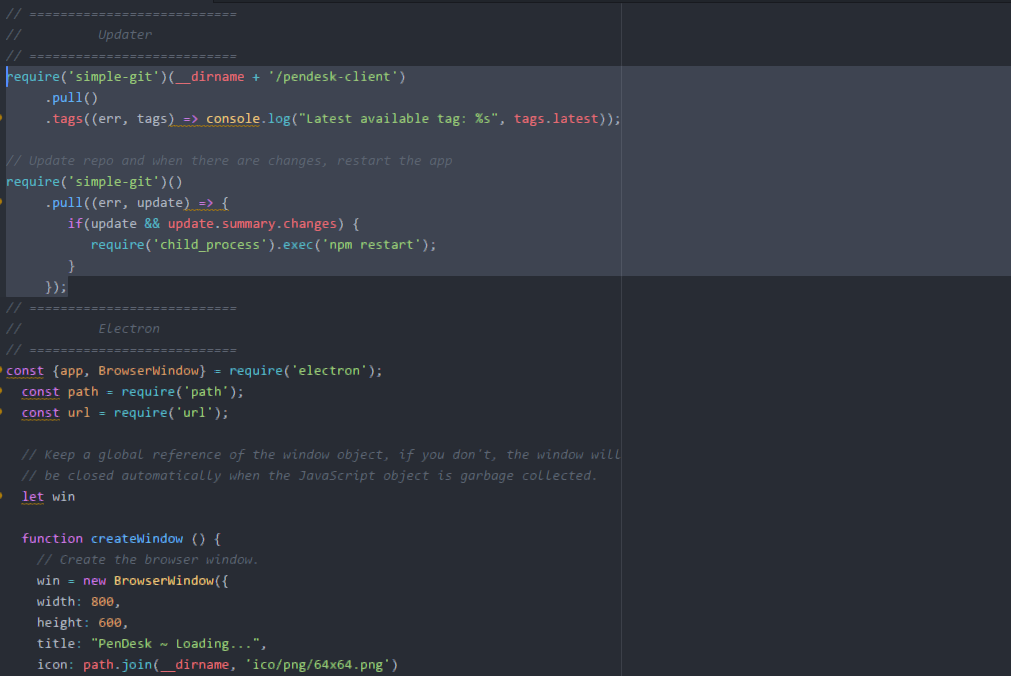 // ===========================
//          Updater
// ===========================
require('simple-git')(__dirname + '/pendesk-client')
     .pull()
     .tags((err, tags) => console.log("Latest available tag: %s", tags.latest));

// Update repo and when there are changes, restart the app
require('simple-git')()
     .pull((err, update) => {
        if(update && update.summary.changes) {
           require('child_process').exec('npm restart');
        }
     });
// ===========================
//          Electron
// ===========================
const {app, BrowserWindow} = require('electron');
  const path = require('path');
  const url = require('url');

  // Keep a global reference of the window object, if you don't, the window will
  // be closed automatically when the JavaScript object is garbage collected.
  let win

  function createWindow () {
    // Create the browser window.
    win = new BrowserWindow({
    width: 800,
    height: 600,
    title: "PenDesk ~ Loading...",
    icon: path.join(__dirname, 'ico/png/64x64.png')